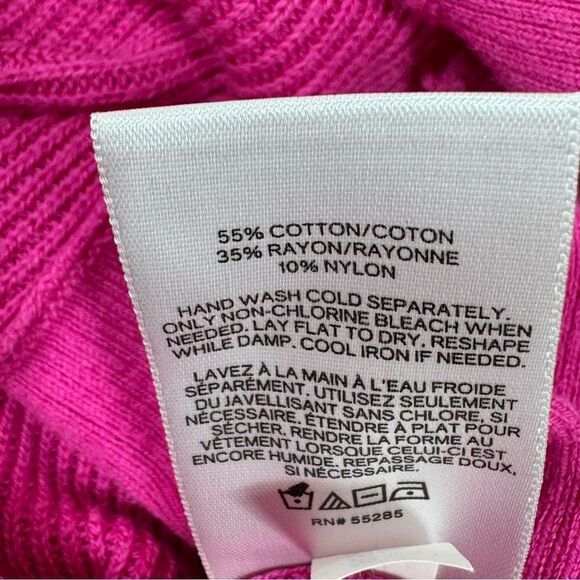 55% COTTON/COTON
35% RAYON/RAYONNE
10% NYLON
HAND WASH COLD SEPARATELY.
ONLY NON-CHLORINE BLEACH WHEN
NEEDED. LAY FLAT TO DRY. RESHAPE
WHILE DAMP. COOL IRON IF NEEDED.
LAVEZ À LA MAIN À L'EAU FROIDE
SÉPARÉMENT. UTILISEZ SEULEMENT
DU JAVELLISANT SANS CHLORE, SI
NÉCESSAIRE. ÉTENDRE À PLAT POUR
SÉCHER. RENDRE LA FORME AU
VÊTEMENT LORSQUE CELUI-CI EST
ENCORE HUMIDE. REPASSAGE DOUX,
SI NÉCESSAIRE.
RN# 55285